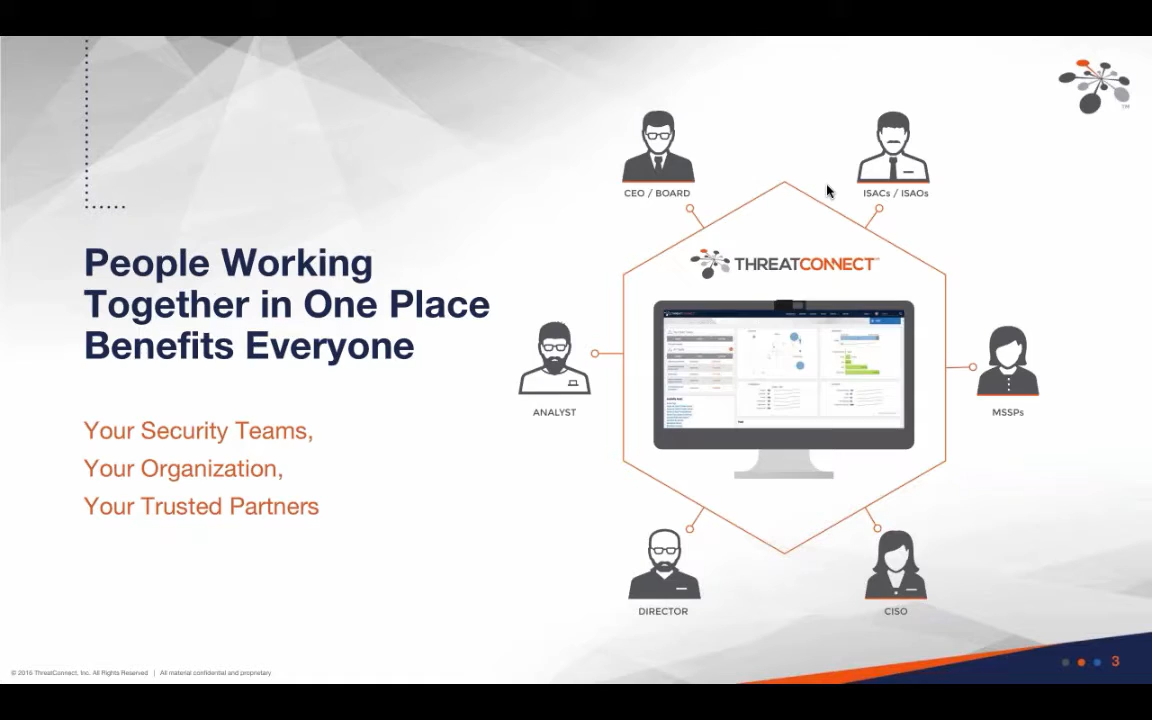 TM
CEO / BOARD
ISACs / ISAOs
People Working
Together in One Place
Benefits Everyone
THREATCONNECT
ANALYST
MSSPs
Your Security Teams,
Your Organization,
Your Trusted Partners
DIRECTOR
CISO
© 2016 ThreatConnect, Inc. All Rights Reserved | All material confidential and proprietary
3